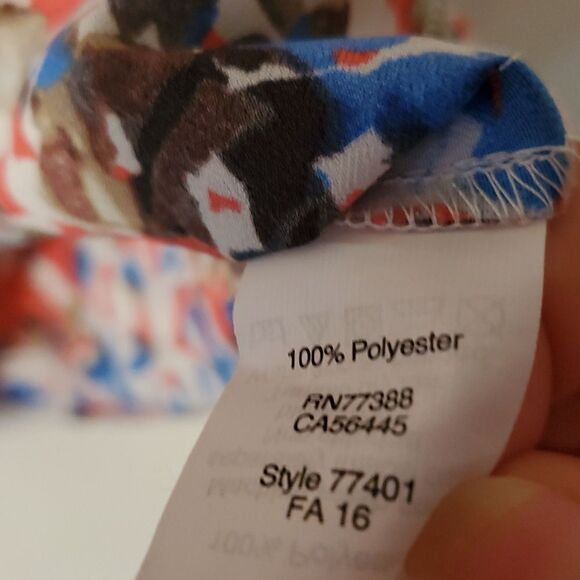 100% Polyester
RN77388
CA56445
Style 77401
FA 16